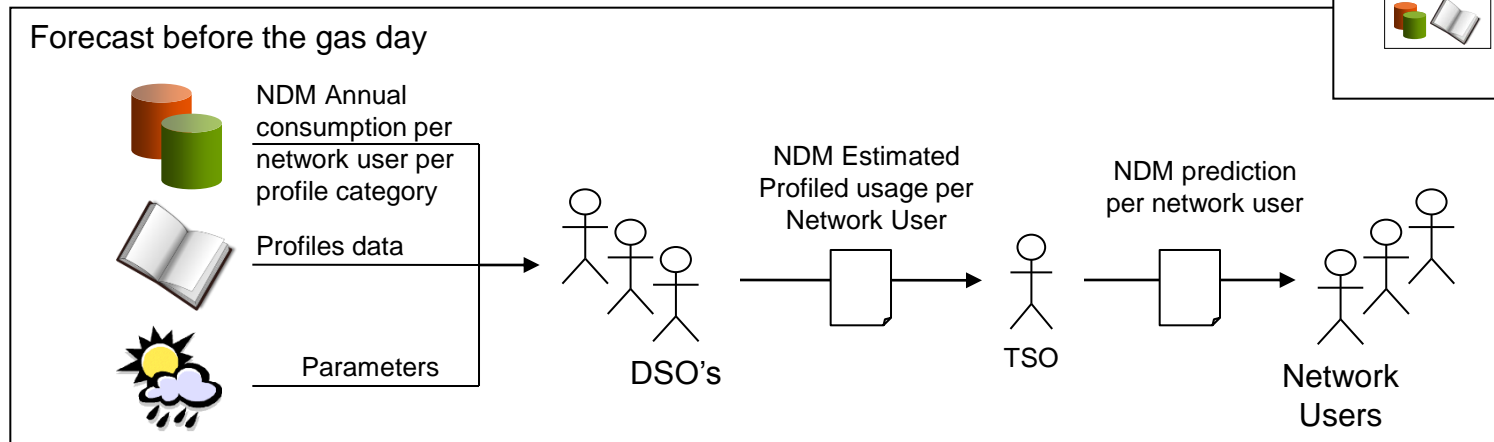 Forecast before the gas day
NDM Annual
consumption per
network user per
profile category
Profiles data
Parameters
DSO's
NDM Estimated
Profiled usage per
Network User
TSO
NDM prediction
per network user
Network
Users